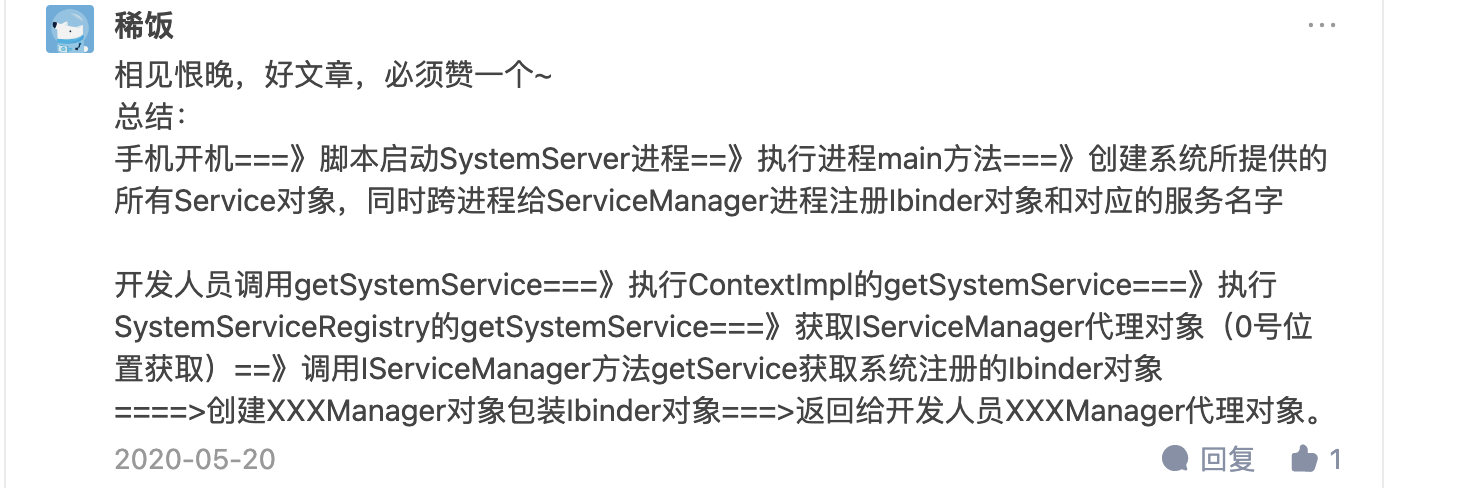 稀饭
...
相见恨晚，好文章，必须赞一个~
总结：
手机开机===》脚本启动SystemServer进程==》执行进程main方法===》创建系统所提供的
所有Service对象，同时跨进程给ServiceManager进程注册Ibinder对象和对应的服务名字
开发人员调用getSystemService===》执行ContextImpl的getSystemService===》执行
SystemServiceRegistry的getSystemService===》获取IServiceManager代理对象（0号位
置获取）==》调用IServiceManager方法getService获取系统注册的Ibinder对象
====>创建XXXManager对象包装Ibinder对象===>返回给开发人员XXXManager代理对象。
2020-05-20 回复 1